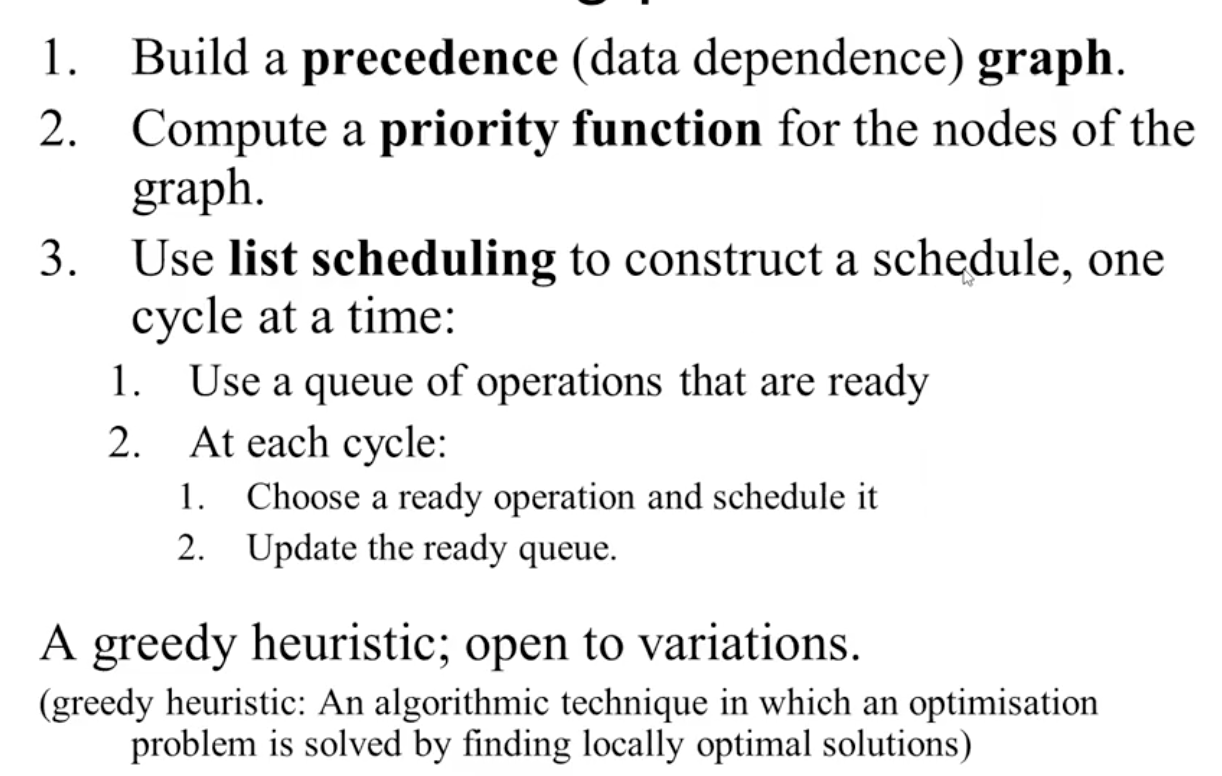 1. Build a precedence (data dependence) graph.
2. Compute a priority function for the nodes of the
graph.
3. Use list scheduling to construct a schedule, one
cycle at a time:
1. Use a queue of operations that are ready
2. At each cycle:
1. Choose a ready operation and schedule it
2. Update the ready queue.
A greedy heuristic; open to variations.
(greedy heuristic: An algorithmic technique in which an optimisation
problem is solved by finding locally optimal solutions)